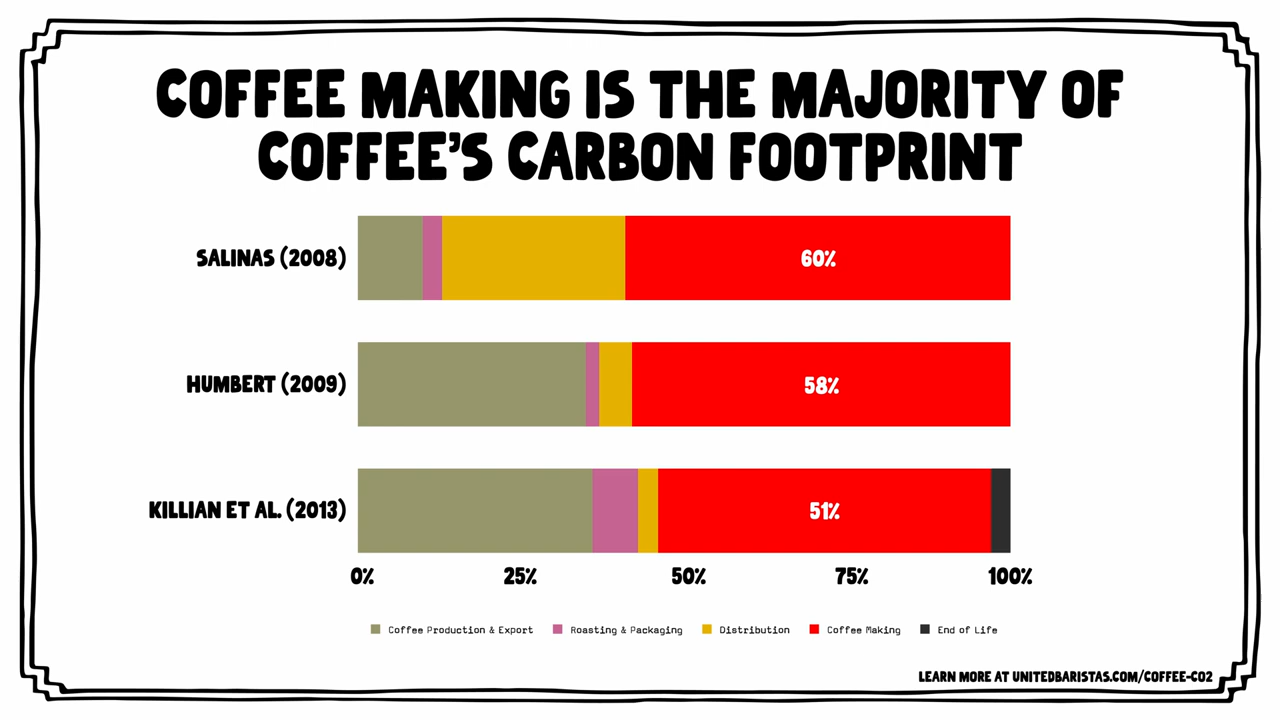 COFFEE MAKING IS THE MAJORITY OF
COFFEE'S CARBON FOOTPRINT
SALINAS (2008)
60%
HUMBERT (2009)
58%
KILLIAN ET AL. (2013)
51%
0% 25% 50% 75% 100%
Coffee Production & Export Roasting & Packaging Distribution Coffee Making End of Life
LEARN MORE AT UNITEDBARISTAS.COM/COFFEE-CO2